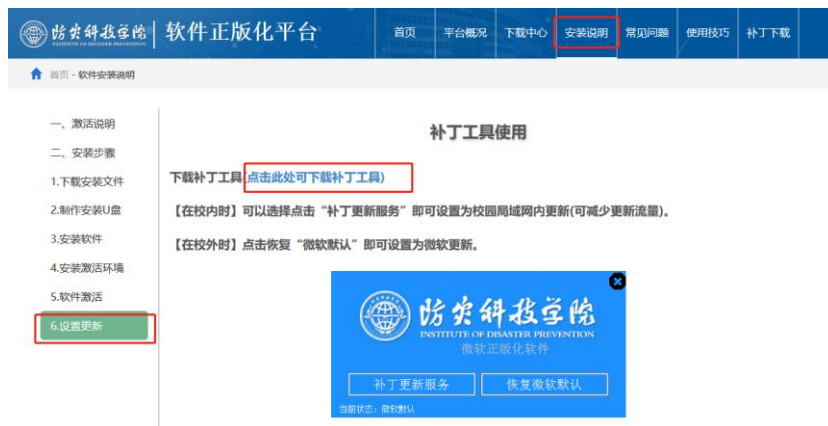 防灾科技学院 软件正版化平台 首页 平台概况 下载中心 安装说明 常见问题 使用技巧 补丁下载
首页 - 软件安装说明
一、激活说明
二、安装步骤
1.下载安装文件
2.制作安装U盘
3.安装软件
4.安装激活环境
5.软件激活
6.设置更新
补丁工具使用
下载补丁工具(点击此处可下载补丁工具)
【在校内时】可以选择点击“补丁更新服务”即可设置为校园局域网内更新(可减少更新流量)。
【在校外时】点击恢复“微软默认”即可设置为微软更新。
防灾科技学院
INSTITUTE OF DISASTER PREVENTION
微软正版化软件
补丁更新服务 恢复微软默认
当前状态：微软默认